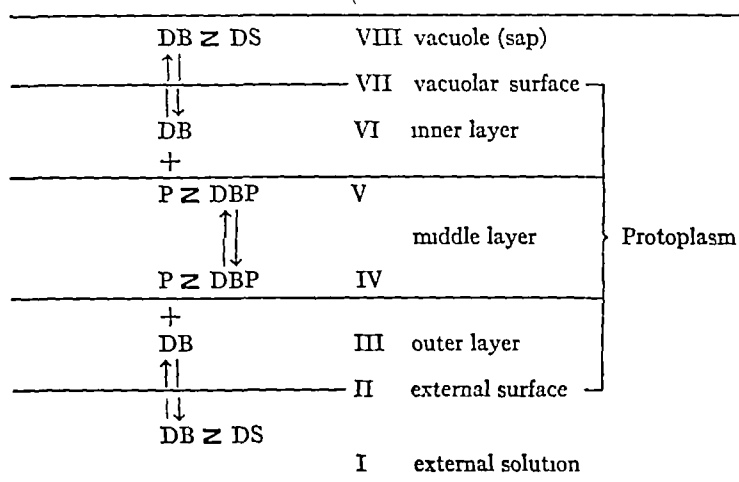 DB ⇄ DS VIII vacuole (sap)
↑↓
VII vacuolar surface
↑↓
DB VI inner layer
+
P ⇄ DBP V
↑↓ middle layer Protoplasm
P ⇄ DBP IV
+
DB III outer layer
↑↓
II external surface
↑↓
DB ⇄ DS
I external solution